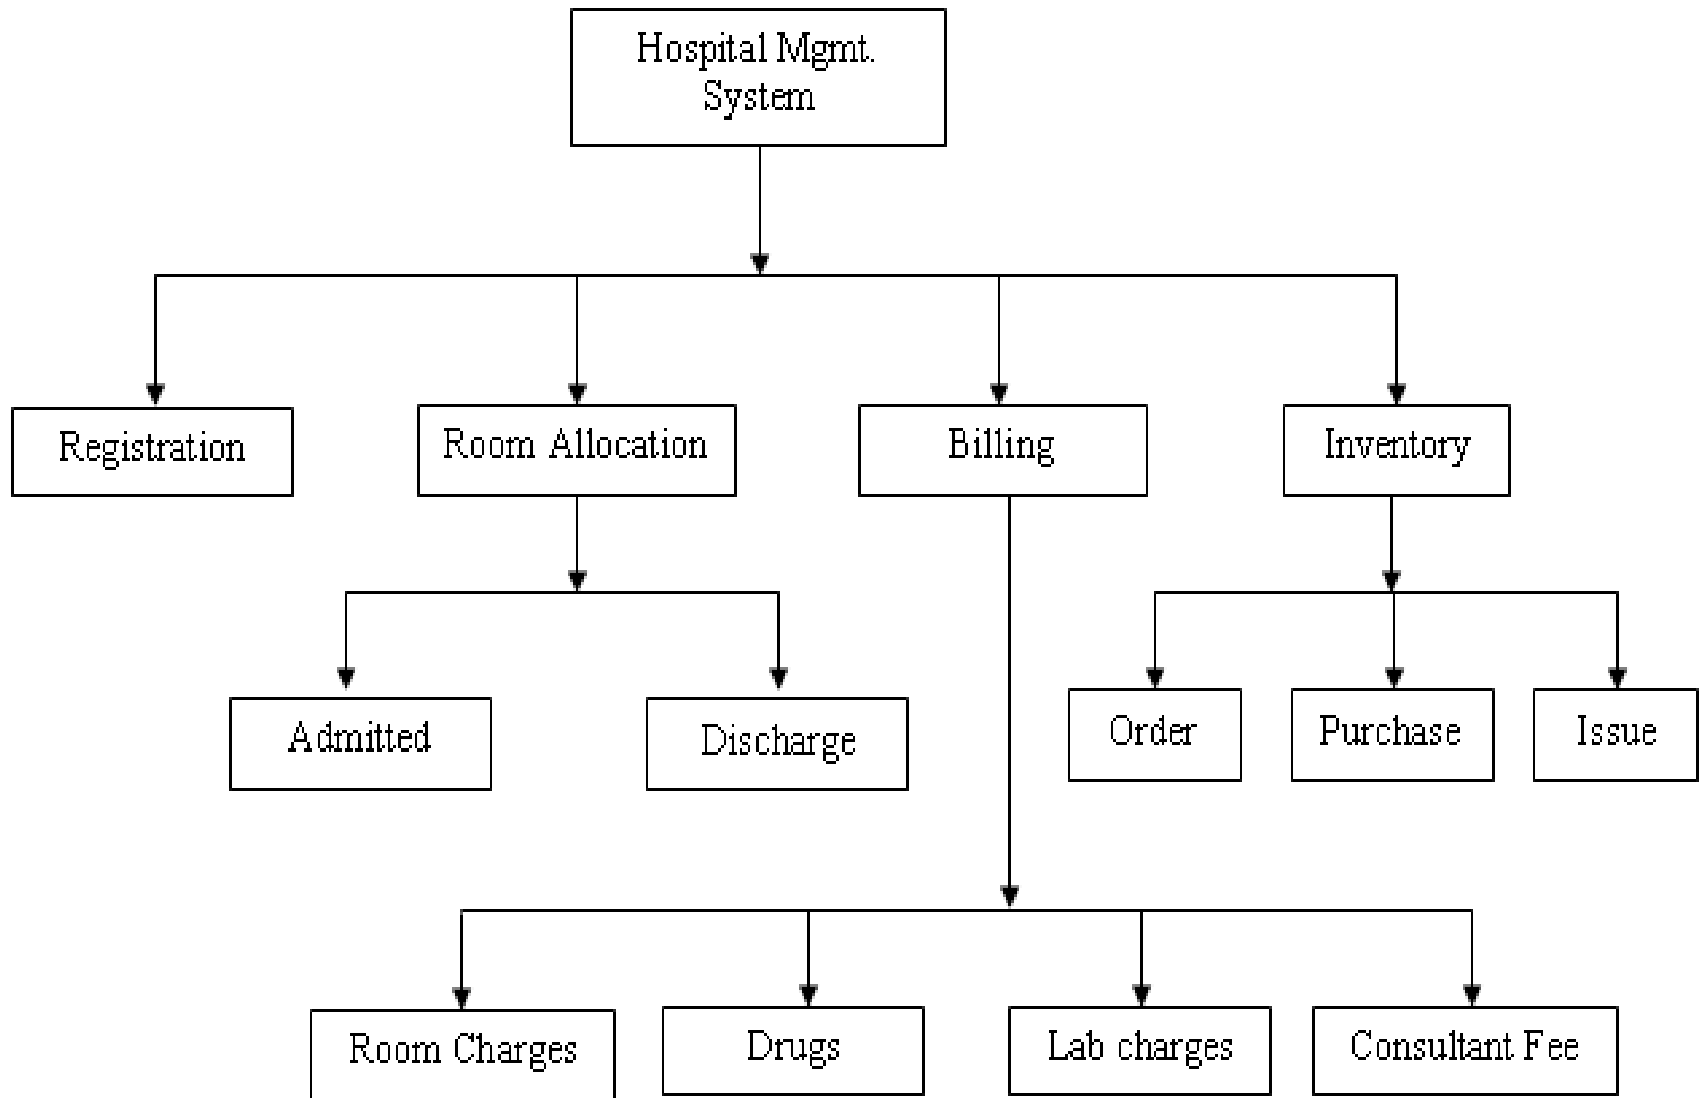 Hospital Mgmt.
System
Registration
Room Allocation
Billing
Inventory
Admitted
Discharge
Order
Purchase
Issue
Room Charges
Drugs
Lab charges
Consultant Fee